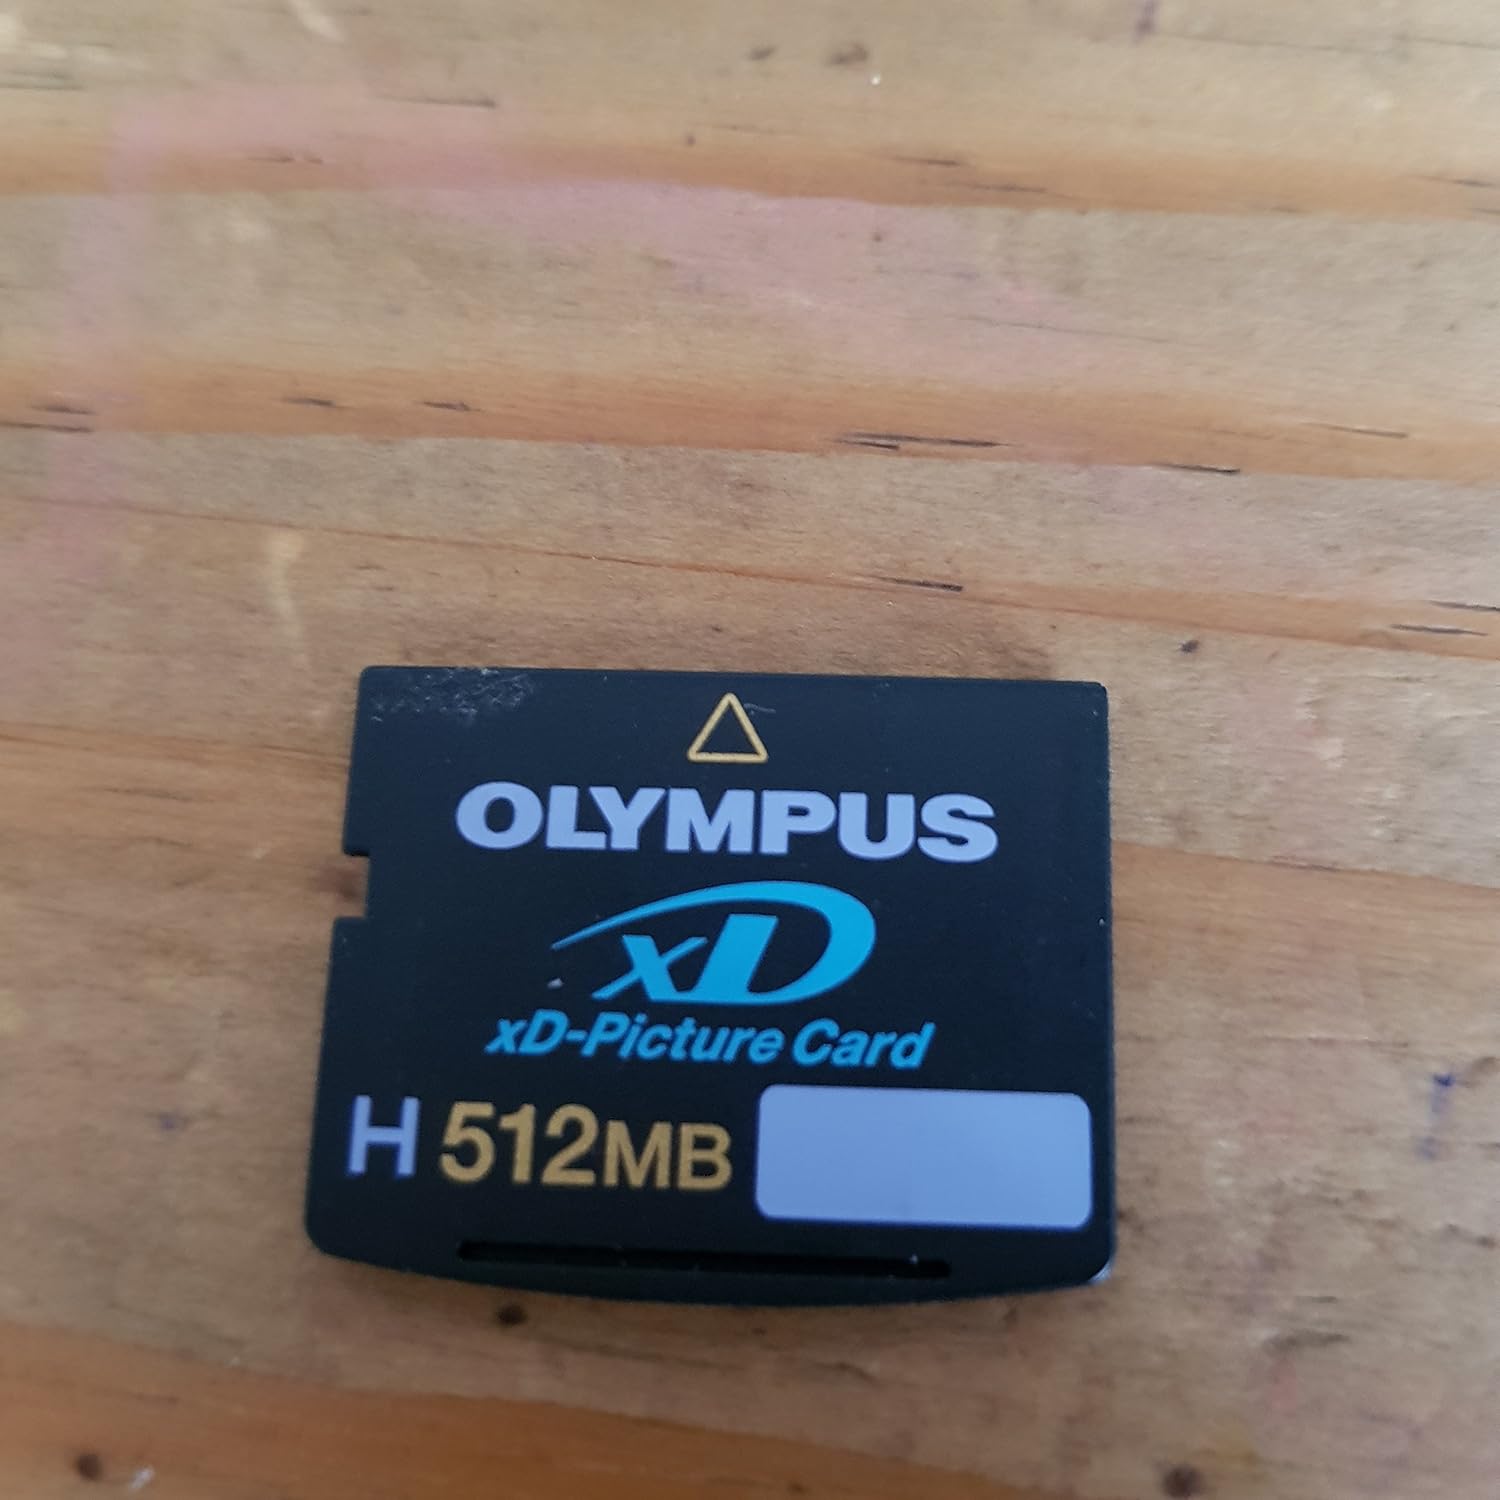 OLYMPUS
xD
xD-Picture Card
H 512MB